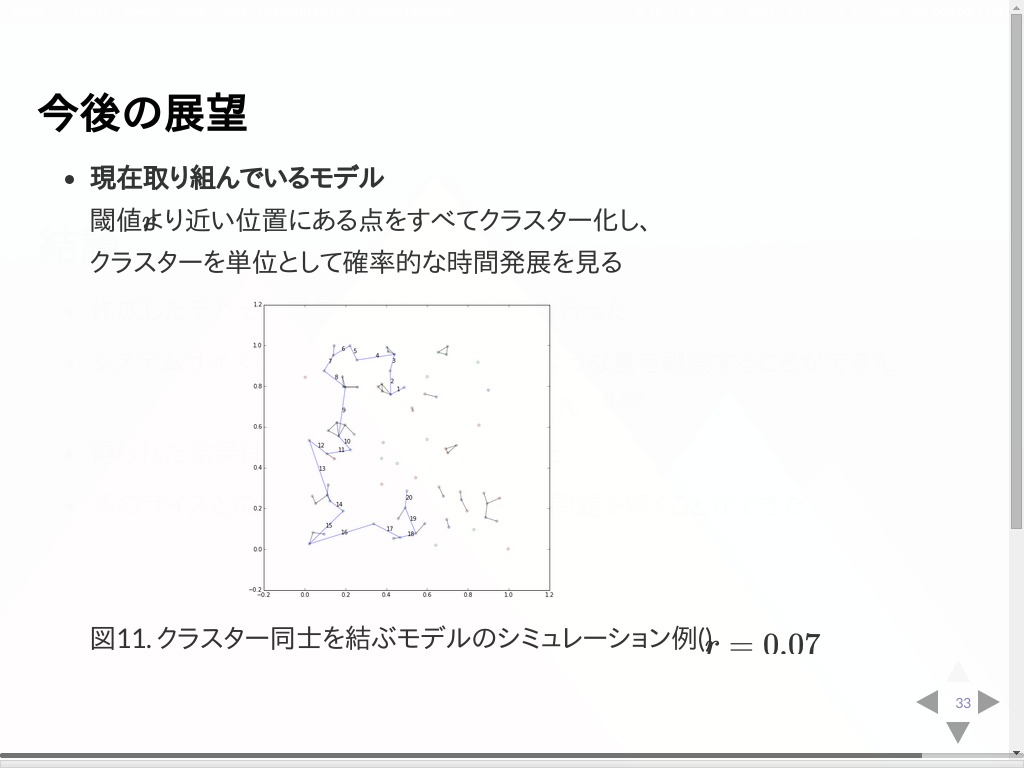 今後の展望
現在取り組んでいるモデル
閾値rより近い位置にある点をすべてクラスター化し、
クラスターを単位として確率的な時間発展を見る
1.2
1.0
0.8
0.6
0.4
0.2
0.0
−0.2
−0.2 0.0 0.2 0.4 0.6 0.8 1.0 1.2
6 5 4 3 7 8 2 1 9 10 12 11 13 20 14 19 15 16 17 18
図11. クラスター同士を結ぶモデルのシミュレーション例() r = 0.07
33